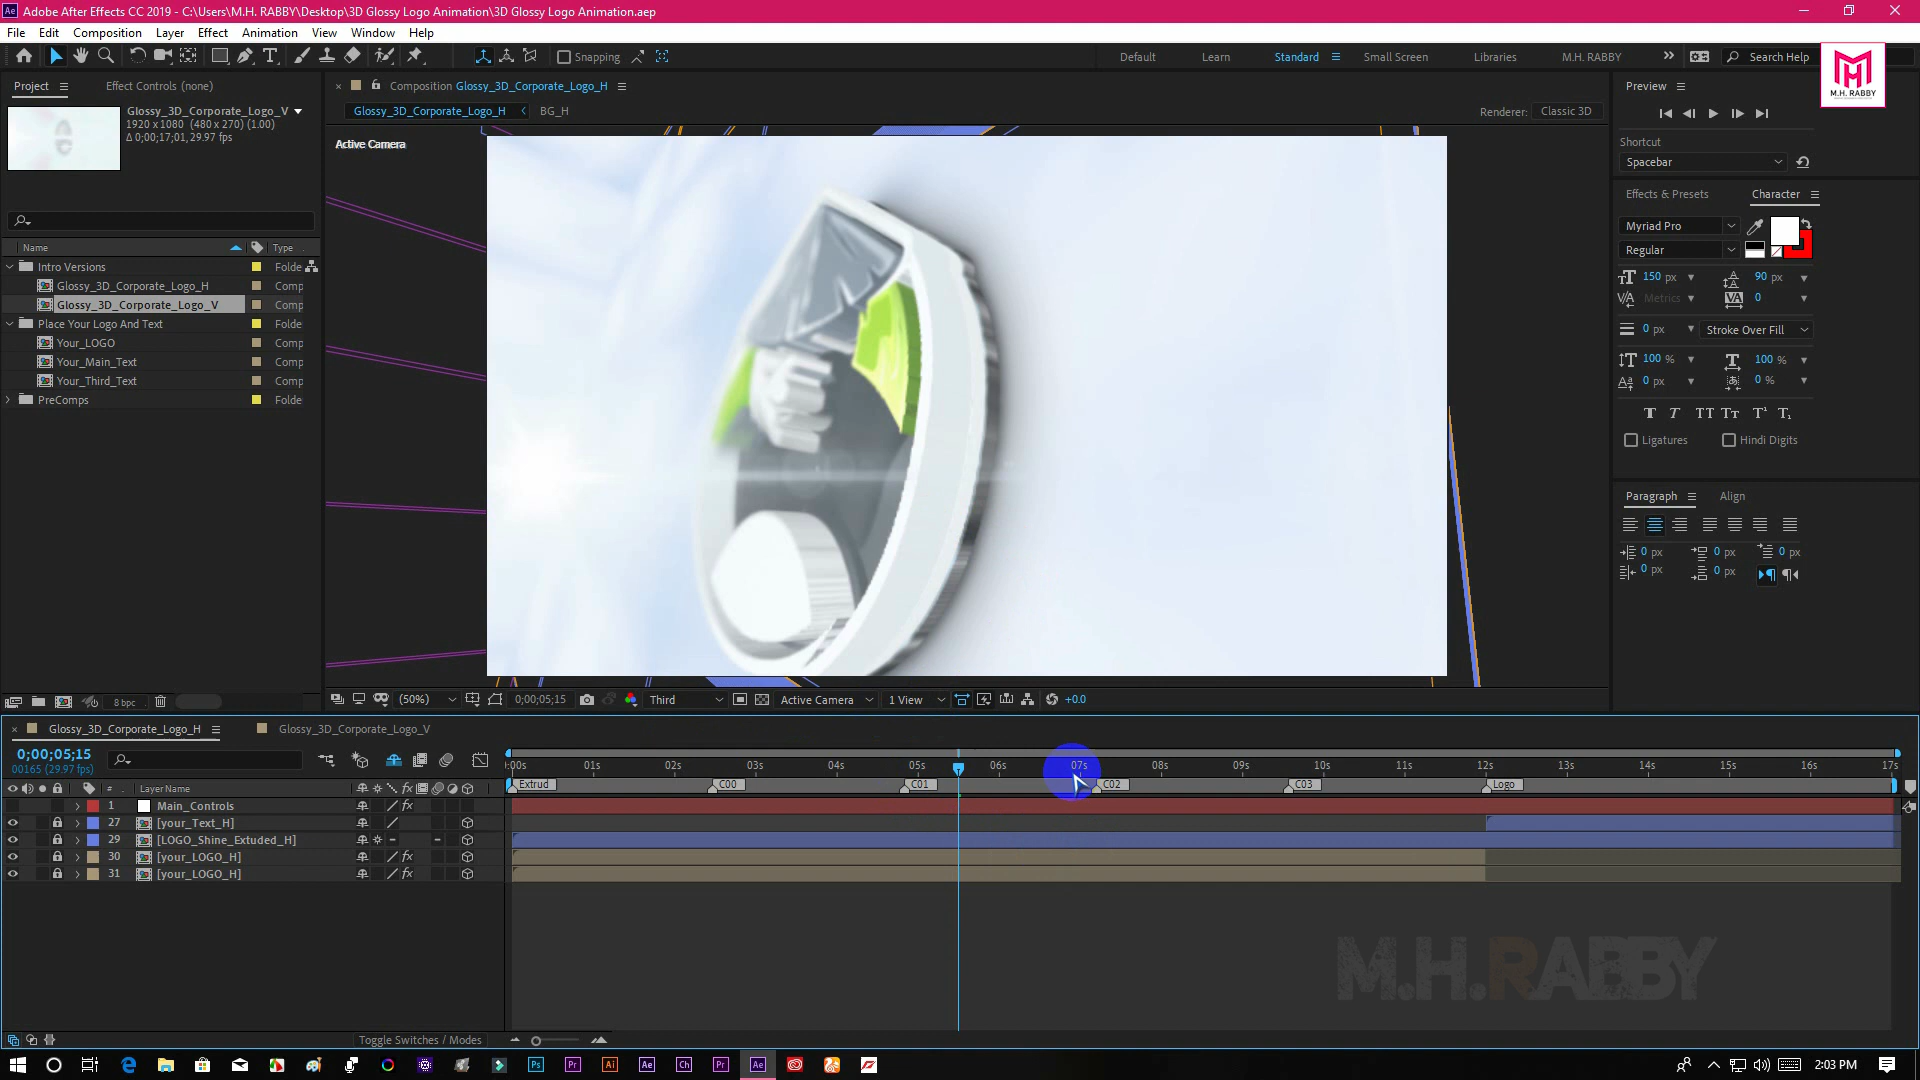 Adobe After Effects CC 2019 - C:\Users\M.H. RABBY\Desktop\3D Glossy Logo Animation\3D Glossy Logo Animation.aep
File Edit Composition Layer Effect Animation View Window Help
Snapping
Default Learn Standard Small Screen Libraries M.H. RABBY Search Help
M.H. RABBY
Project Effect Controls (none)
Composition Glossy_3D_Corporate_Logo_H
Glossy_3D_Corporate_Logo_H BG_H
Renderer: Classic 3D
Glossy_3D_Corporate_Logo_V
1920 x 1080 (480 x 270) (1.00)
Δ 0;00;17;01, 29.97 fps
Active Camera
Name Type
Intro Versions Folde
Glossy_3D_Corporate_Logo_H Comp
Glossy_3D_Corporate_Logo_V Comp
Place Your Logo And Text Folde
Your_LOGO Comp
Your_Main_Text Comp
Your_Third_Text Comp
PreComps Folde
8 bpc
(50%) 0;00;05;15 Third Active Camera 1 View +0.0
Preview
Shortcut
Spacebar
Effects & Presets Character
Myriad Pro
Regular
150 px 90 px
Metrics 0
0 px Stroke Over Fill
100 % 100 %
0 px 0 %
Ligatures Hindi Digits
Paragraph Align
0 px 0 px 0 px
0 px 0 px
Glossy_3D_Corporate_Logo_H Glossy_3D_Corporate_Logo_V
0;00;05;15
00165 (29.97 fps)
:00s 01s 02s 03s 04s 05s 06s 07s 08s 09s 10s 11s 12s 13s 14s 15s 16s 17s
# Layer Name
Extrud C00 C01 C02 C03 Logo
1 Main_Controls
27 [your_Text_H]
29 [LOGO_Shine_Extuded_H]
30 [your_LOGO_H]
31 [your_LOGO_H]
M.H.RABBY
Toggle Switches / Modes
2:03 PM